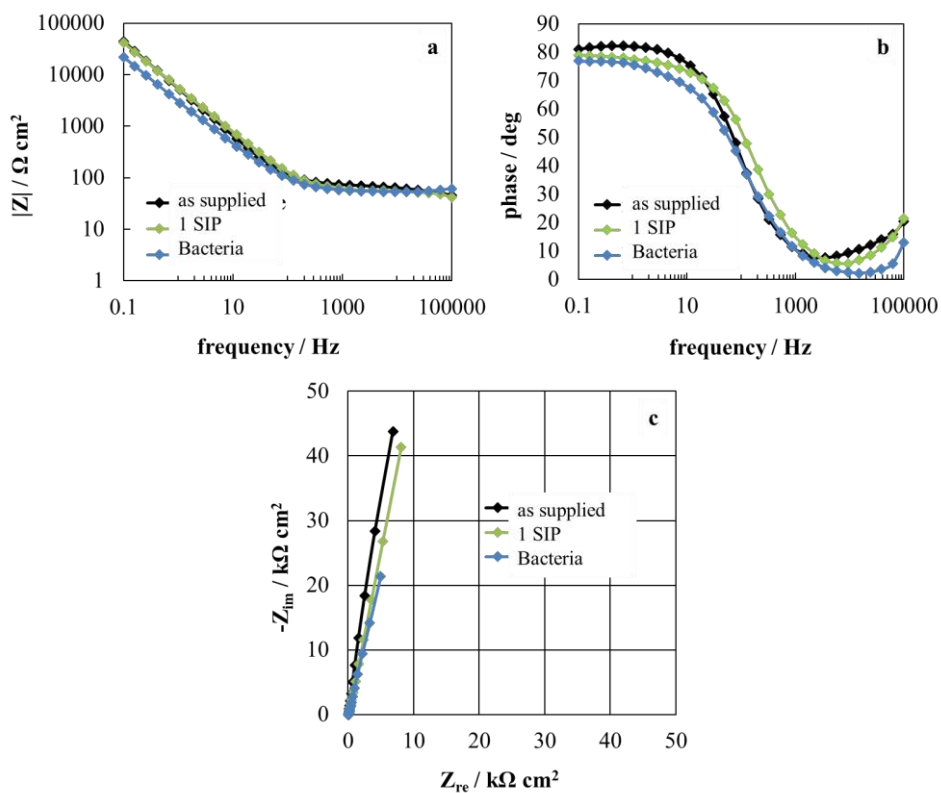 a
|Z| / Ω cm²
100000
10000
1000
100
10
1
as supplied e
1 SIP
Bacteria
0.1
10
1000
100000
frequency / Hz
b
phase / deg
90
80
70
60
50
40
30
20
10
0
as supplied
1 SIP
Bacteria
0.1
10
1000
100000
frequency / Hz
c
-Z_im / kΩ cm²
50
40
30
20
10
0
as supplied
1 SIP
Bacteria
0
10
20
30
40
50
Z_re / kΩ cm²